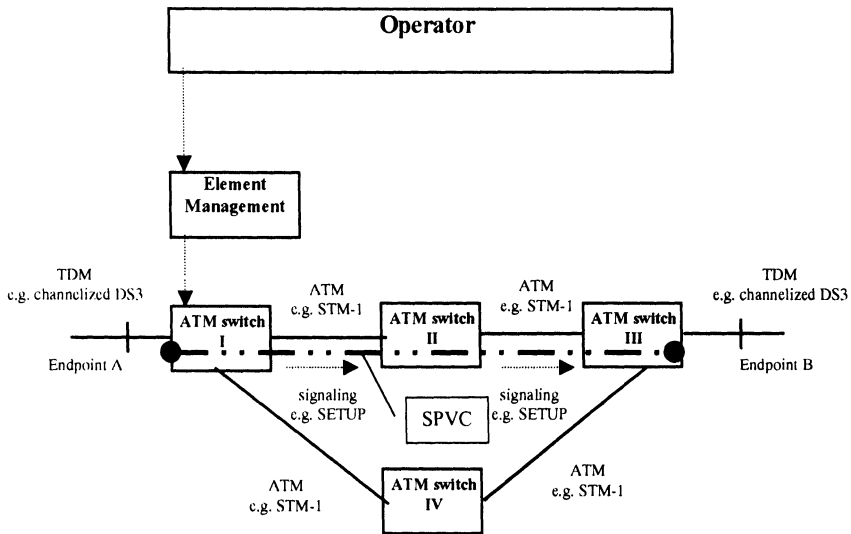 Operator
Element
Management
TDM
e.g. channelized DS3
ATM
e.g. STM-1
ATM
e.g. STM-1
TDM
e.g. channelized DS3
ATM switch
I
ATM switch
II
ATM switch
III
Endpoint A
Endpoint B
signaling
e.g. SETUP
SPVC
signaling
e.g. SETUP
ATM
e.g. STM-1
ATM switch
IV
ATM
e.g. STM-1